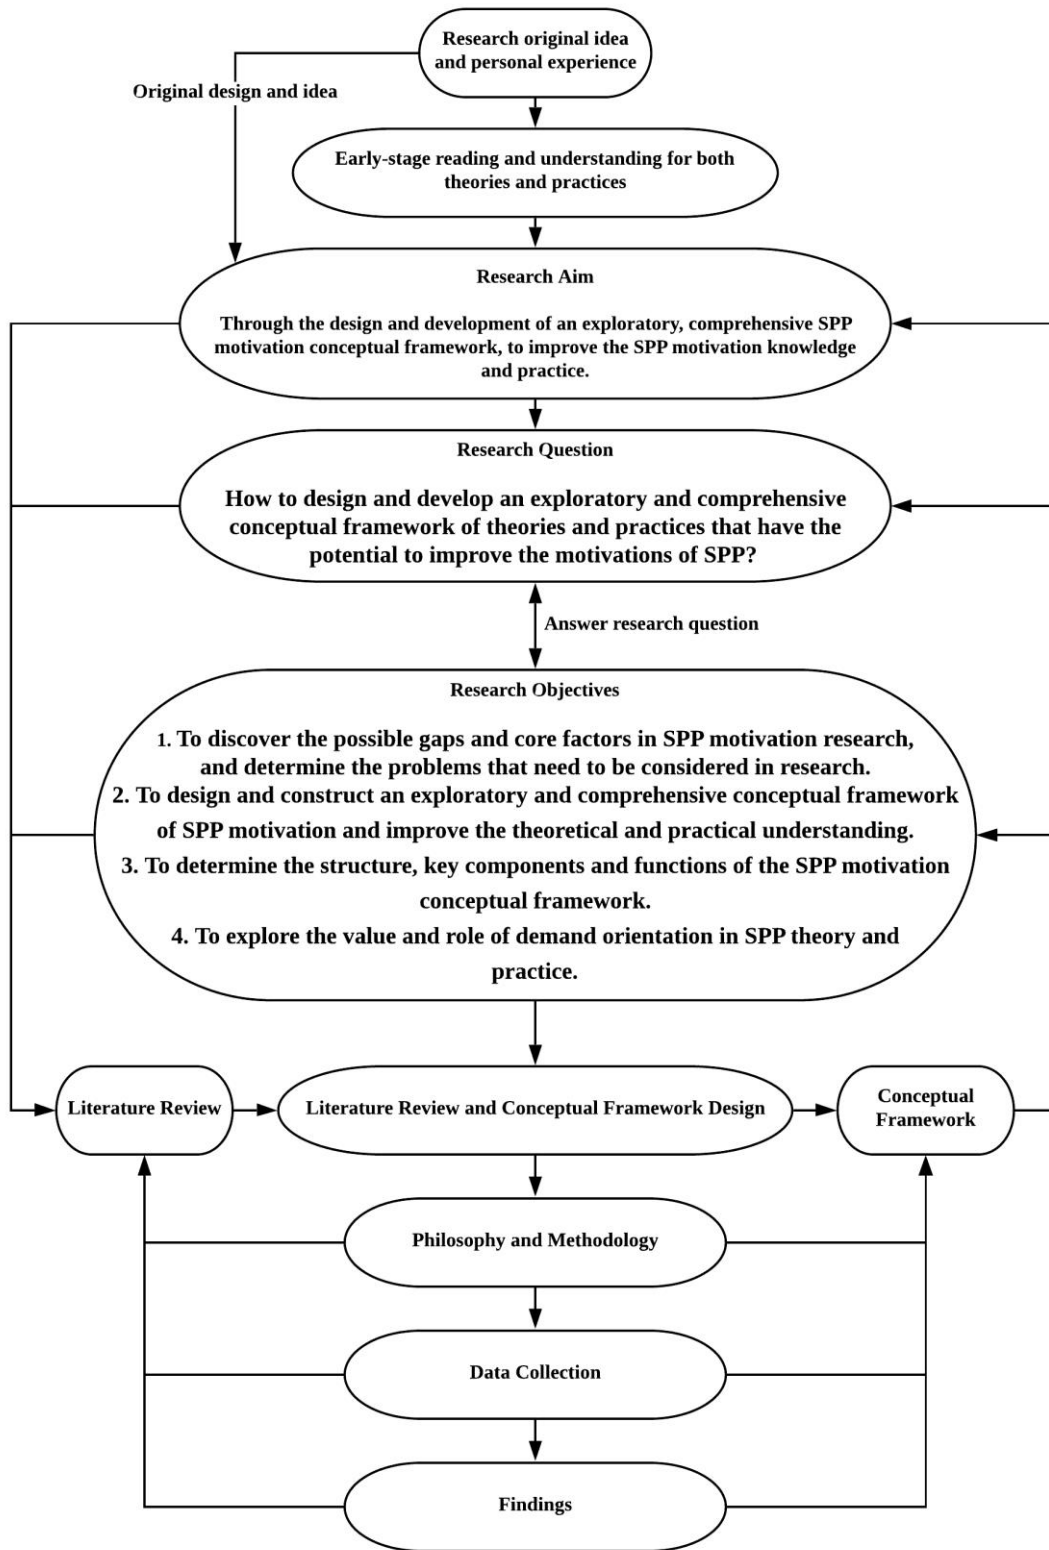 Research original idea
and personal experience
Original design and idea
Early-stage reading and understanding for both
theories and practices
Research Aim
Through the design and development of an exploratory, comprehensive SPP
motivation conceptual framework, to improve the SPP motivation knowledge
and practice.
Research Question
How to design and develop an exploratory and comprehensive
conceptual framework of theories and practices that have the
potential to improve the motivations of SPP?
Answer research question
Research Objectives
1. To discover the possible gaps and core factors in SPP motivation research,
and determine the problems that need to be considered in research.
2. To design and construct an exploratory and comprehensive conceptual framework
of SPP motivation and improve the theoretical and practical understanding.
3. To determine the structure, key components and functions of the SPP motivation
conceptual framework.
4. To explore the value and role of demand orientation in SPP theory and
practice.
Literature Review
Literature Review and Conceptual Framework Design
Conceptual
Framework
Philosophy and Methodology
Data Collection
Findings